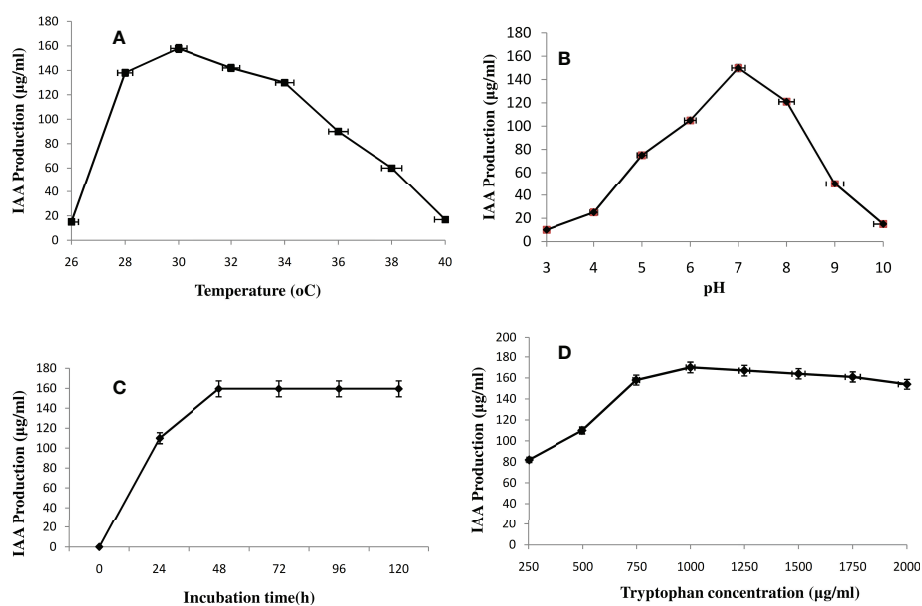 A
IAA Production (µg/ml)
180
160
140
120
100
80
60
40
20
0
26 28 30 32 34 36 38 40
Temperature (oC)
B
IAA Production (µg/ml)
180
160
140
120
100
80
60
40
20
0
3 4 5 6 7 8 9 10
pH
C
IAA Production (µg/ml)
180
160
140
120
100
80
60
40
20
0
0 24 48 72 96 120
Incubation time(h)
D
IAA Production (µg/ml)
200
180
160
140
120
100
80
60
40
20
0
250 500 750 1000 1250 1500 1750 2000
Tryptophan concentration (µg/ml)